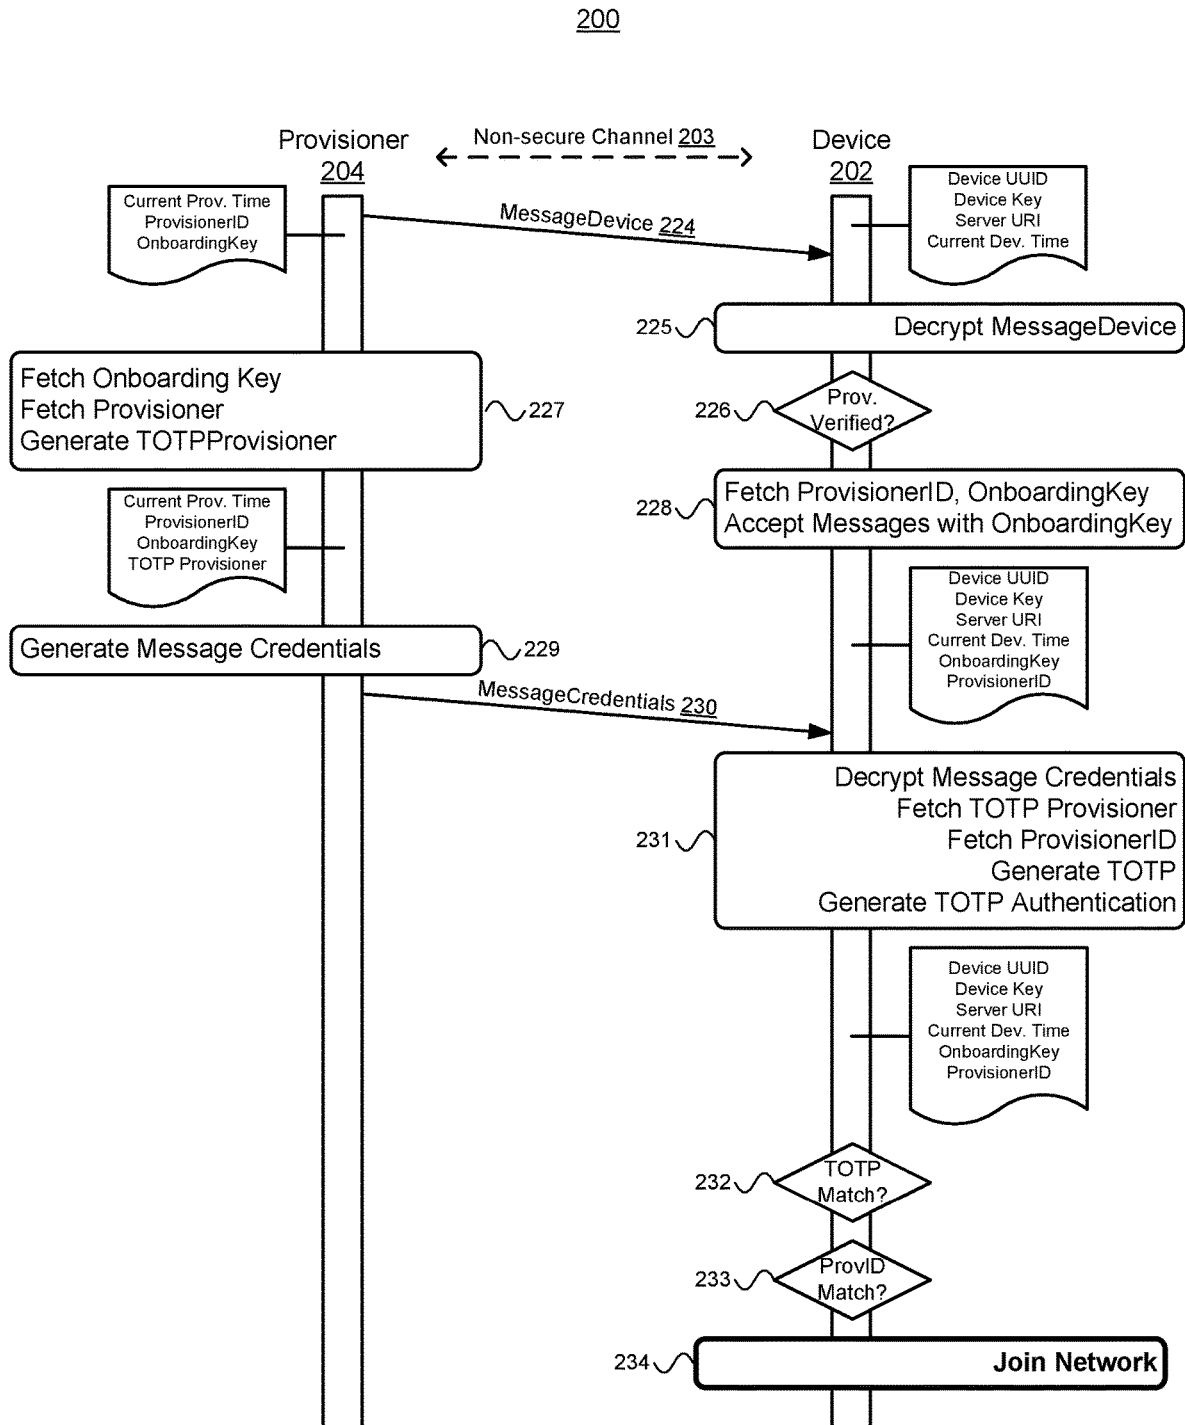 200
Provisioner
204
Non-secure Channel 203
Device
202
Current Prov. Time
ProvisionerID
OnboardingKey
MessageDevice 224
Device UUID
Device Key
Server URI
Current Dev. Time
225
Decrypt MessageDevice
Fetch Onboarding Key
Fetch Provisioner
Generate TOTPProvisioner
227
226
Prov.
Verified?
Current Prov. Time
ProvisionerID
OnboardingKey
TOTP Provisioner
228
Fetch ProvisionerID, OnboardingKey
Accept Messages with OnboardingKey
Device UUID
Device Key
Server URI
Current Dev. Time
OnboardingKey
ProvisionerID
Generate Message Credentials
229
MessageCredentials 230
231
Decrypt Message Credentials
Fetch TOTP Provisioner
Fetch ProvisionerID
Generate TOTP
Generate TOTP Authentication
Device UUID
Device Key
Server URI
Current Dev. Time
OnboardingKey
ProvisionerID
232
TOTP
Match?
233
ProvID
Match?
234
Join Network